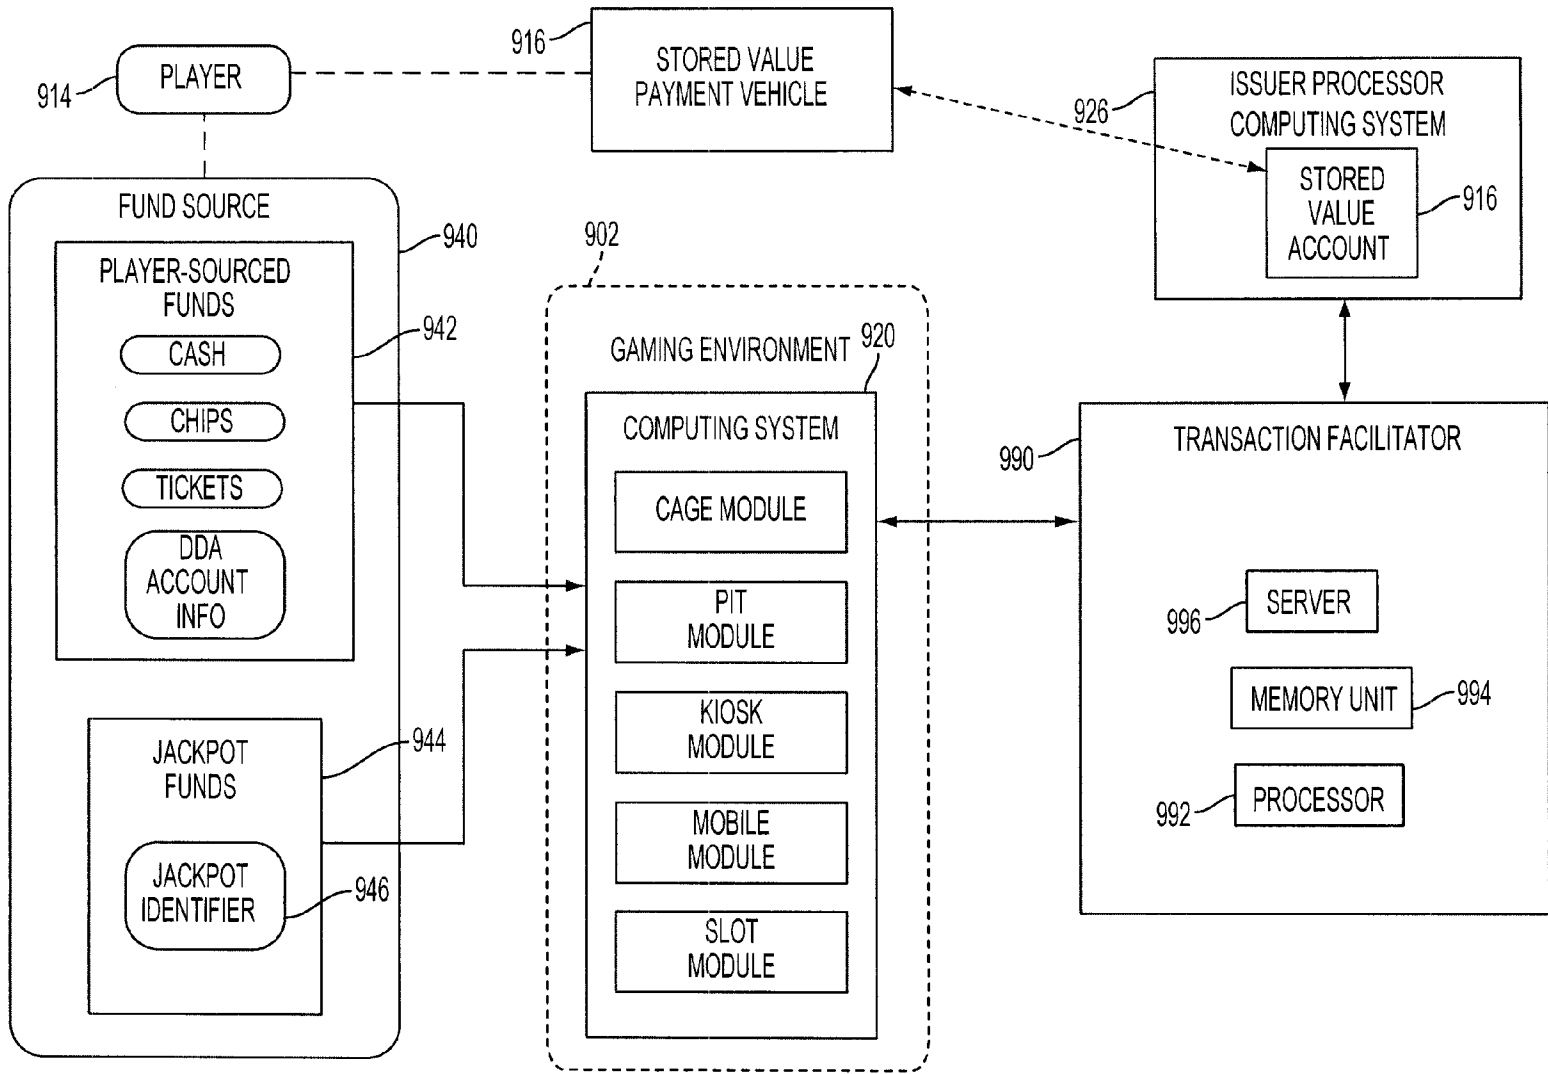 916
STORED VALUE
PAYMENT VEHICLE
PLAYER
914
ISSUER PROCESSOR
COMPUTING SYSTEM
926
STORED
VALUE
ACCOUNT
916
FUND SOURCE
940
PLAYER-SOURCED
FUNDS
942
CASH
CHIPS
TICKETS
DDA
ACCOUNT
INFO
JACKPOT
FUNDS
944
JACKPOT
IDENTIFIER
946
902
GAMING ENVIRONMENT
920
COMPUTING SYSTEM
CAGE MODULE
PIT
MODULE
KIOSK
MODULE
MOBILE
MODULE
SLOT
MODULE
990
TRANSACTION FACILITATOR
SERVER
996
MEMORY UNIT
994
PROCESSOR
992